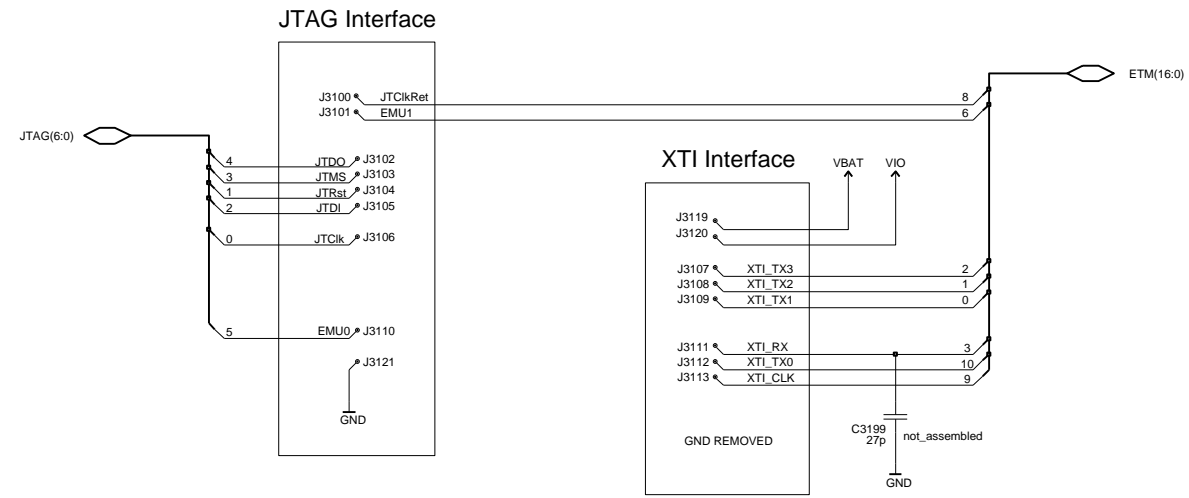 JTAG Interface
ETM(16:0)
J3100 JTClkRet 8
J3101 EMU1 6
JTAG(6:0)
4 JTDO J3102
3 JTMS J3103
1 JTRst J3104
2 JTDI J3105
0 JTClk J3106
5 EMU0 J3110
J3121
GND
XTI Interface
VBAT VIO
J3119
J3120
J3107 XTI_TX3 2
J3108 XTI_TX2 1
J3109 XTI_TX1 0
J3111 XTI_RX 3
J3112 XTI_TX0 10
J3113 XTI_CLK 9
C3199
27p
not_assembled
GND REMOVED
GND